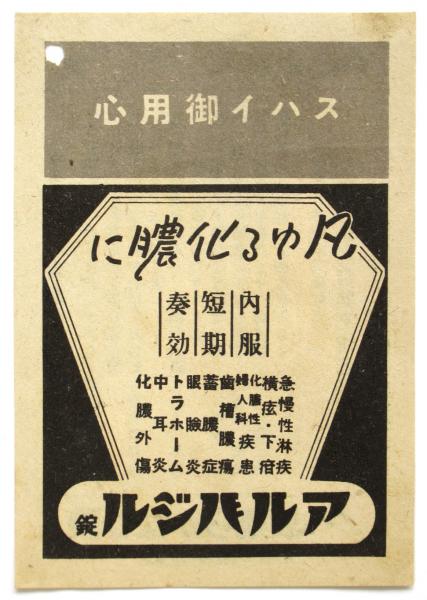 スハイ御用心
凡ゆる化膿に
内服
短期
奏効
急慢性淋疾
横痃・下疳
化膿性婦人科疾患
歯槽膿瘍
蓄膿症
眼瞼炎
トラホーム
中耳炎
化膿外傷
アルバジル錠